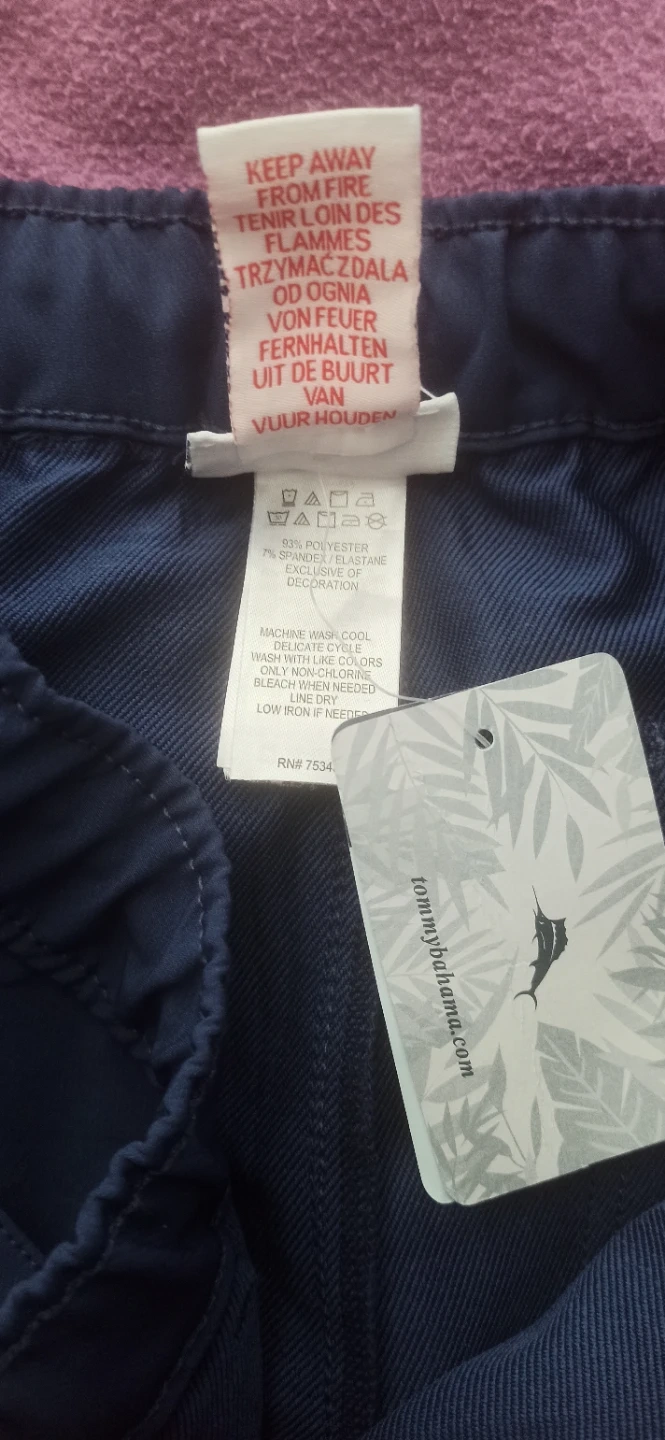 KEEP AWAY
FROM FIRE
TENIR LOIN DES
FLAMMES
TRZYMAĆ ZDALA
OD OGNIA
VON FEUER
FERNHALTEN
UIT DE BUURT
VAN
VUUR HOUDEN
93% POLYESTER
7% SPANDEX / ELASTANE
EXCLUSIVE OF
DECORATION
MACHINE WASH COOL
DELICATE CYCLE
WASH WITH LIKE COLORS
ONLY NON-CHLORINE
BLEACH WHEN NEEDED
LINE DRY
LOW IRON IF NEEDED
RN#
tommybahama.com